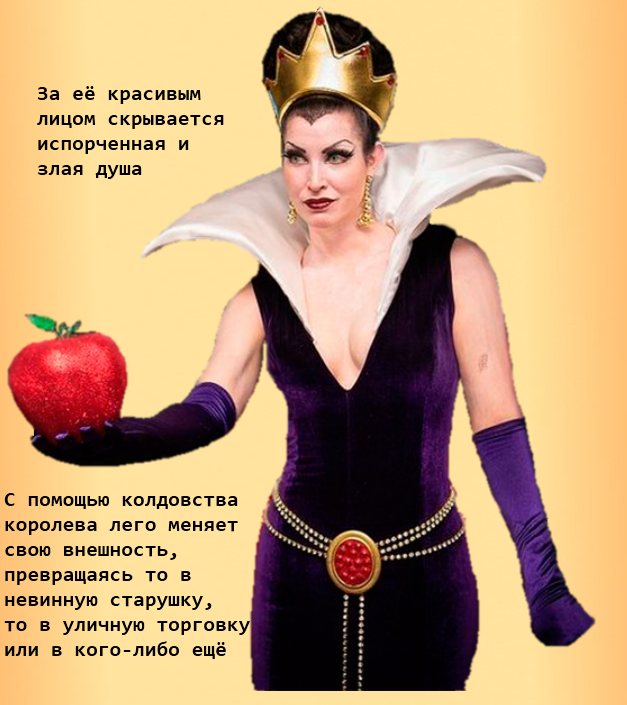 За её красивым
лицом скрывается
испорченная и
злая душа
С помощью колдовства
королева лего меняет
свою внешность,
превращаясь то в
невинную старушку,
то в уличную торговку
или в кого-либо ещё